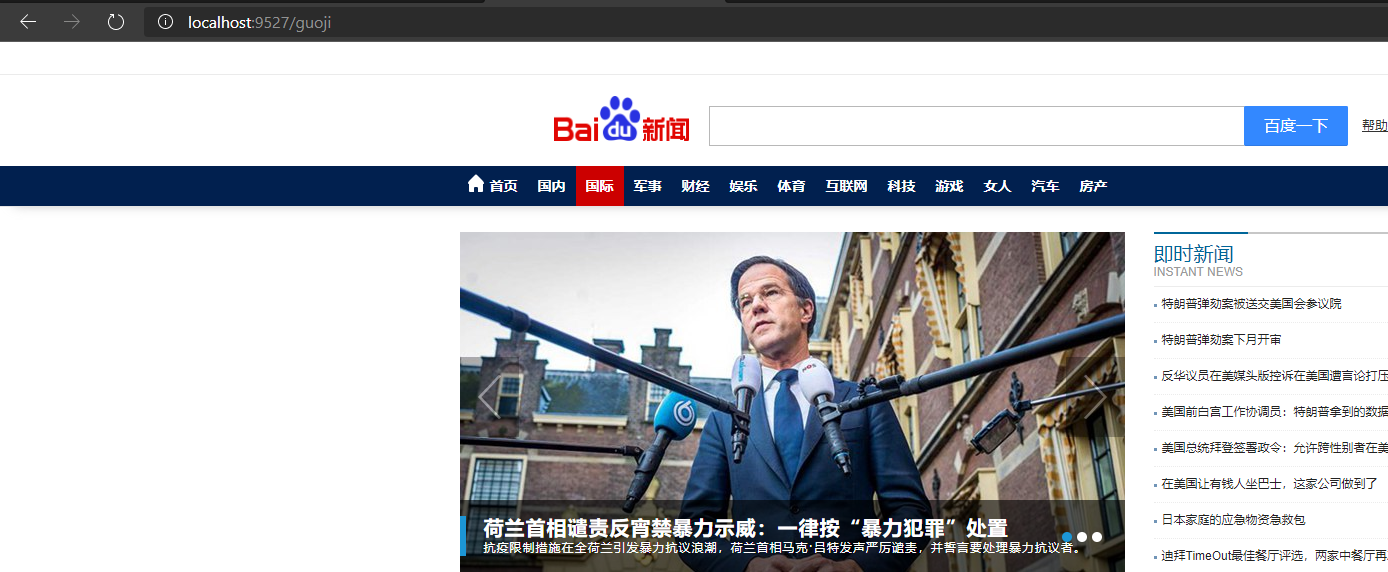 localhost:9527/guoji
Bai du 新闻
百度一下
帮助
首页 国内 国际 军事 财经 娱乐 体育 互联网 科技 游戏 女人 汽车 房产
荷兰首相谴责反宵禁暴力示威：一律按“暴力犯罪”处置
抗疫限制措施在全荷兰引发暴力抗议浪潮，荷兰首相马克·吕特发声严厉谴责，并誓言要处理暴力抗议者。
即时新闻
INSTANT NEWS
特朗普弹劾案被送交美国会参议院
特朗普弹劾案下月开审
反华议员在美媒头版控诉在美国遭言论打压
美国前白宫工作协调员：特朗普拿到的数据
美国总统拜登签署政令：允许跨性别者在美
在美国让有钱人坐巴士，这家公司做到了
日本家庭的应急物资急救包
迪拜TimeOut最佳餐厅评选，两家中餐厅再